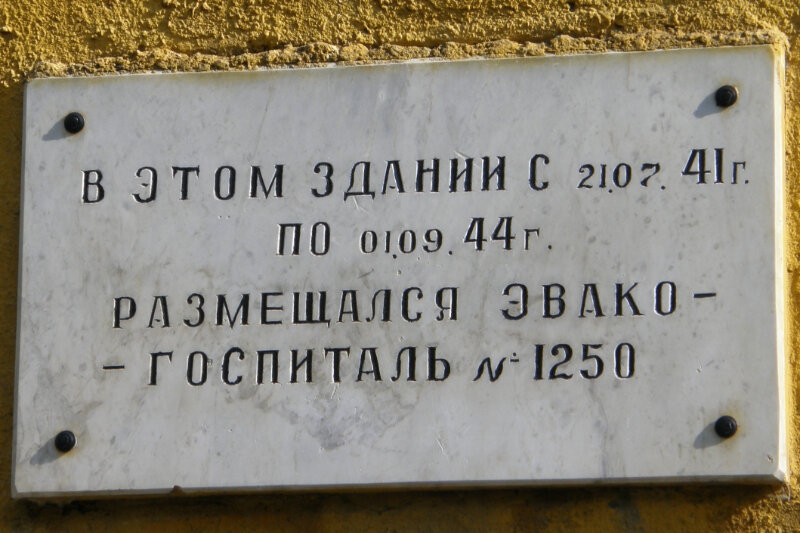 В ЭТОМ ЗДАНИИ С 21.07.41г.
ПО 01.09.44г.
РАЗМЕЩАЛСЯ ЭВАКО-
-ГОСПИТАЛЬ № 1250